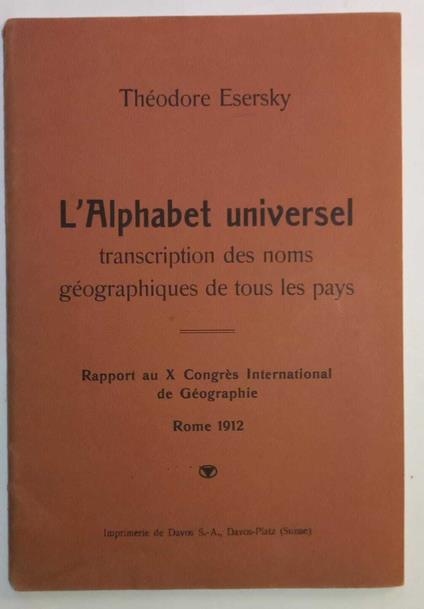 Théodore Esersky
L'Alphabet universel
transcription des noms
géographiques de tous les pays
Rapport au X Congrès International
de Géographie
Rome 1912
Imprimerie de Davos S.-A., Davos-Platz (Suisse)